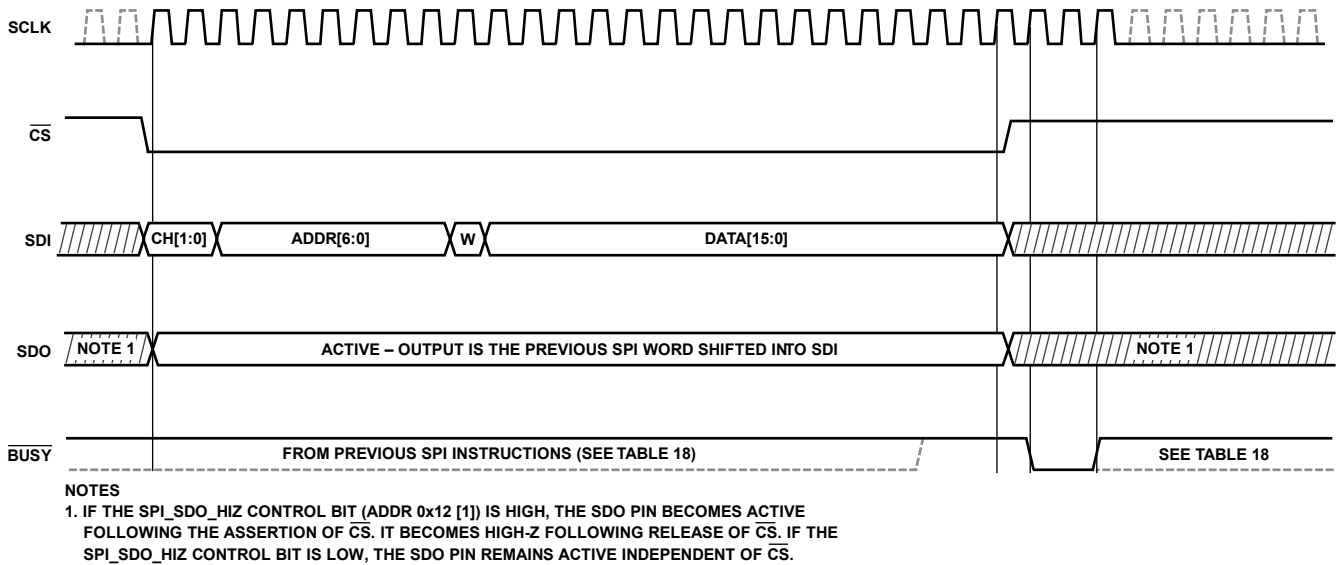 SCLK
CS
SDI
CH[1:0]
ADDR[6:0]
W
DATA[15:0]
SDO
NOTE 1
ACTIVE – OUTPUT IS THE PREVIOUS SPI WORD SHIFTED INTO SDI
NOTE 1
BUSY
FROM PREVIOUS SPI INSTRUCTIONS (SEE TABLE 18)
SEE TABLE 18
NOTES
1. IF THE SPI_SDO_HIZ CONTROL BIT (ADDR 0x12 [1]) IS HIGH, THE SDO PIN BECOMES ACTIVE
FOLLOWING THE ASSERTION OF CS. IT BECOMES HIGH-Z FOLLOWING RELEASE OF CS. IF THE
SPI_SDO_HIZ CONTROL BIT IS LOW, THE SDO PIN REMAINS ACTIVE INDEPENDENT OF CS.